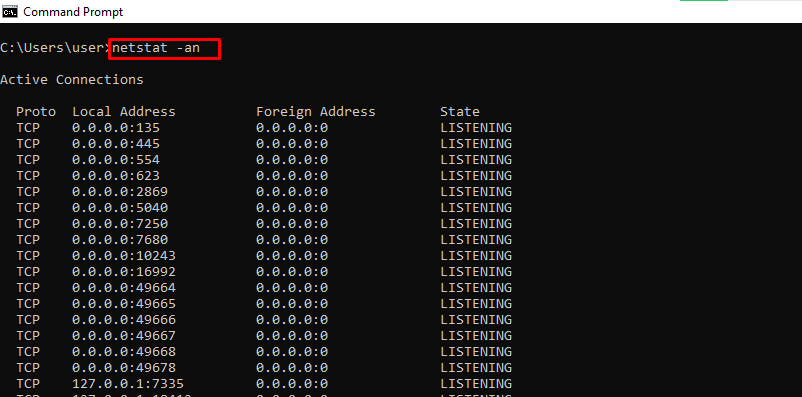 Command Prompt
C:\Users\user>netstat -an
Active Connections
Proto Local Address Foreign Address State
TCP 0.0.0.0:135 0.0.0.0:0 LISTENING
TCP 0.0.0.0:445 0.0.0.0:0 LISTENING
TCP 0.0.0.0:554 0.0.0.0:0 LISTENING
TCP 0.0.0.0:623 0.0.0.0:0 LISTENING
TCP 0.0.0.0:2869 0.0.0.0:0 LISTENING
TCP 0.0.0.0:5040 0.0.0.0:0 LISTENING
TCP 0.0.0.0:7250 0.0.0.0:0 LISTENING
TCP 0.0.0.0:7680 0.0.0.0:0 LISTENING
TCP 0.0.0.0:10243 0.0.0.0:0 LISTENING
TCP 0.0.0.0:16992 0.0.0.0:0 LISTENING
TCP 0.0.0.0:49664 0.0.0.0:0 LISTENING
TCP 0.0.0.0:49665 0.0.0.0:0 LISTENING
TCP 0.0.0.0:49666 0.0.0.0:0 LISTENING
TCP 0.0.0.0:49667 0.0.0.0:0 LISTENING
TCP 0.0.0.0:49668 0.0.0.0:0 LISTENING
TCP 0.0.0.0:49678 0.0.0.0:0 LISTENING
TCP 127.0.0.1:7335 0.0.0.0:0 LISTENING